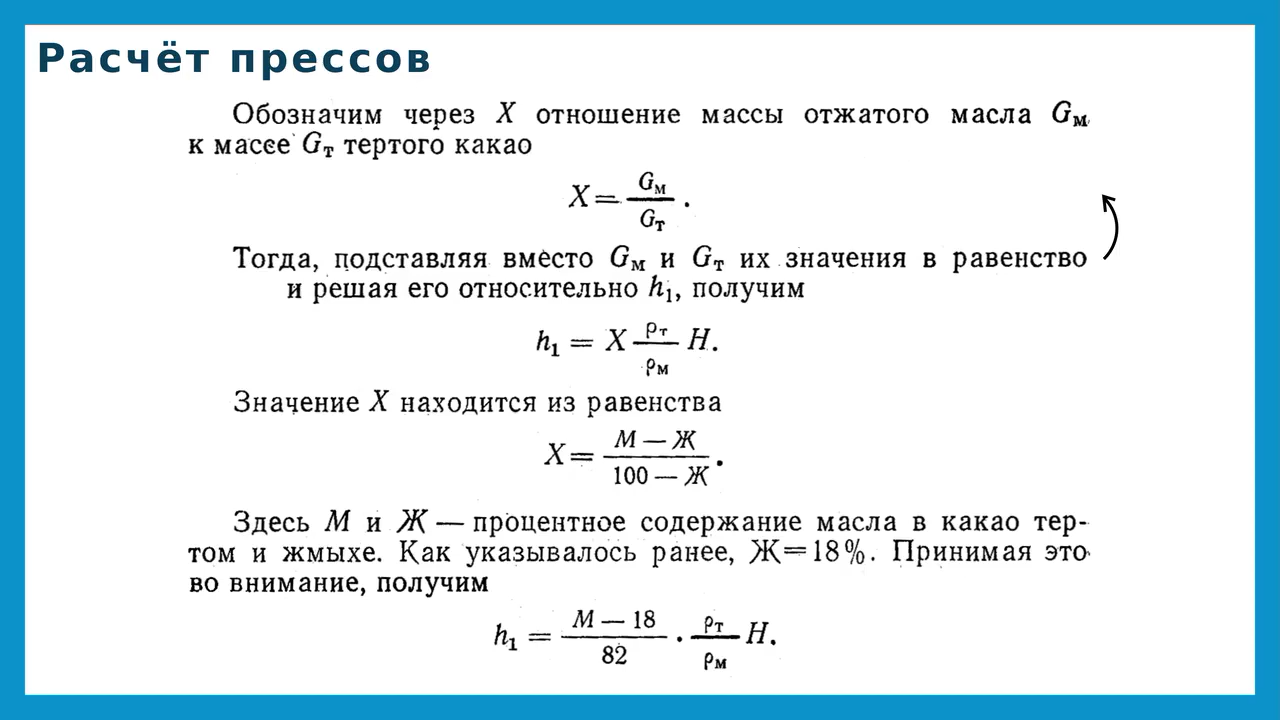 Расчёт прессов
Обозначим через X отношение массы отжатого масла Gм
к массе Gт тертого какао
X = Gм / Gт .
Тогда, подставляя вместо Gм и Gт их значения в равенство
и решая его относительно h₁, получим
h₁ = X ρт / ρм H.
Значение X находится из равенства
X = М — Ж / 100 — Ж .
Здесь М и Ж — процентное содержание масла в какао тер-
том и жмыхе. Как указывалось ранее, Ж=18%. Принимая это
во внимание, получим
h₁ = М — 18 / 82 · ρт / ρм H.